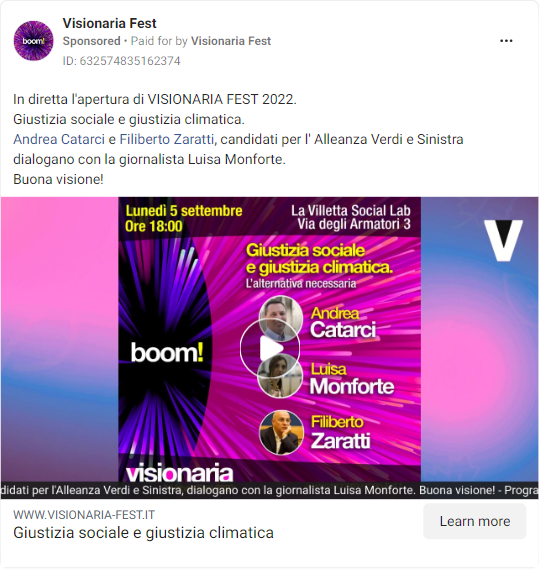 Visionaria Fest
Sponsored • Paid for by Visionaria Fest
ID: 632574835162374
In diretta l'apertura di VISIONARIA FEST 2022.
Giustizia sociale e giustizia climatica.
Andrea Catarci e Filiberto Zaratti, candidati per l' Alleanza Verdi e Sinistra
dialogano con la giornalista Luisa Monforte.
Buona visione!
boom!
Lunedì 5 settembre
Ore 18:00
La Villetta Social Lab
Via degli Armatori 3
V
Giustizia sociale
e giustizia climatica.
L'alternativa necessaria
Andrea
Catarci
boom!
Luisa
Monforte
Filiberto
Zaratti
visionaria
didati per l'Alleanza Verdi e Sinistra, dialogano con la giornalista Luisa Monforte. Buona visione! - Progra
WWW.VISIONARIA-FEST.IT
Giustizia sociale e giustizia climatica
Learn more